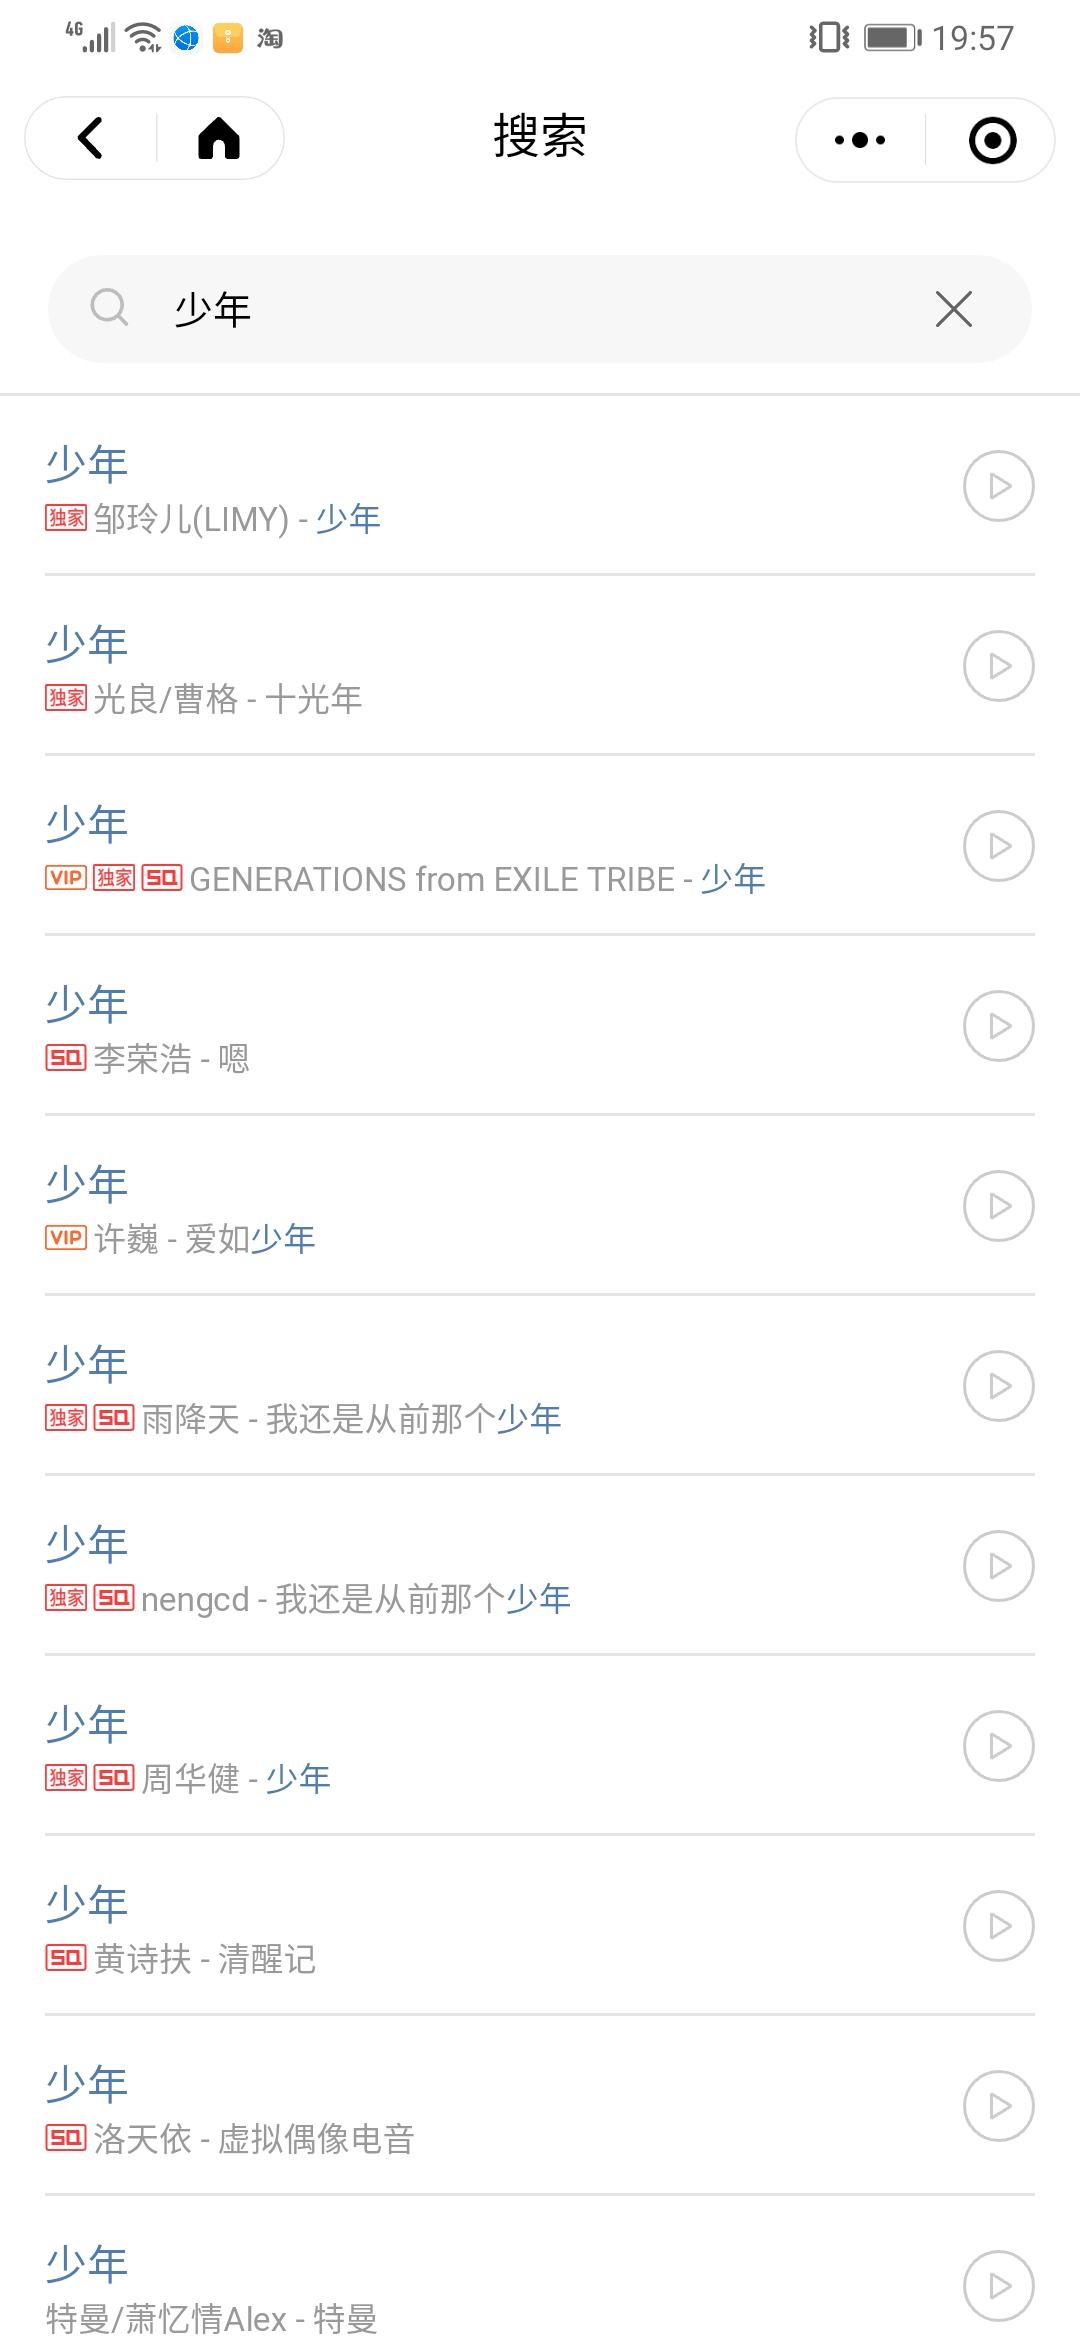 4G 淘 19:57
搜索
少年
少年
独家 邹玲儿(LIMY) - 少年
少年
独家 光良/曹格 - 十光年
少年
VIP 独家 SQ GENERATIONS from EXILE TRIBE - 少年
少年
SQ 李荣浩 - 嗯
少年
VIP 许巍 - 爱如少年
少年
独家 SQ 雨降天 - 我还是从前那个少年
少年
独家 SQ nengcd - 我还是从前那个少年
少年
独家 SQ 周华健 - 少年
少年
SQ 黄诗扶 - 清醒记
少年
SQ 洛天依 - 虚拟偶像电音
少年
特曼/萧忆情Alex - 特曼